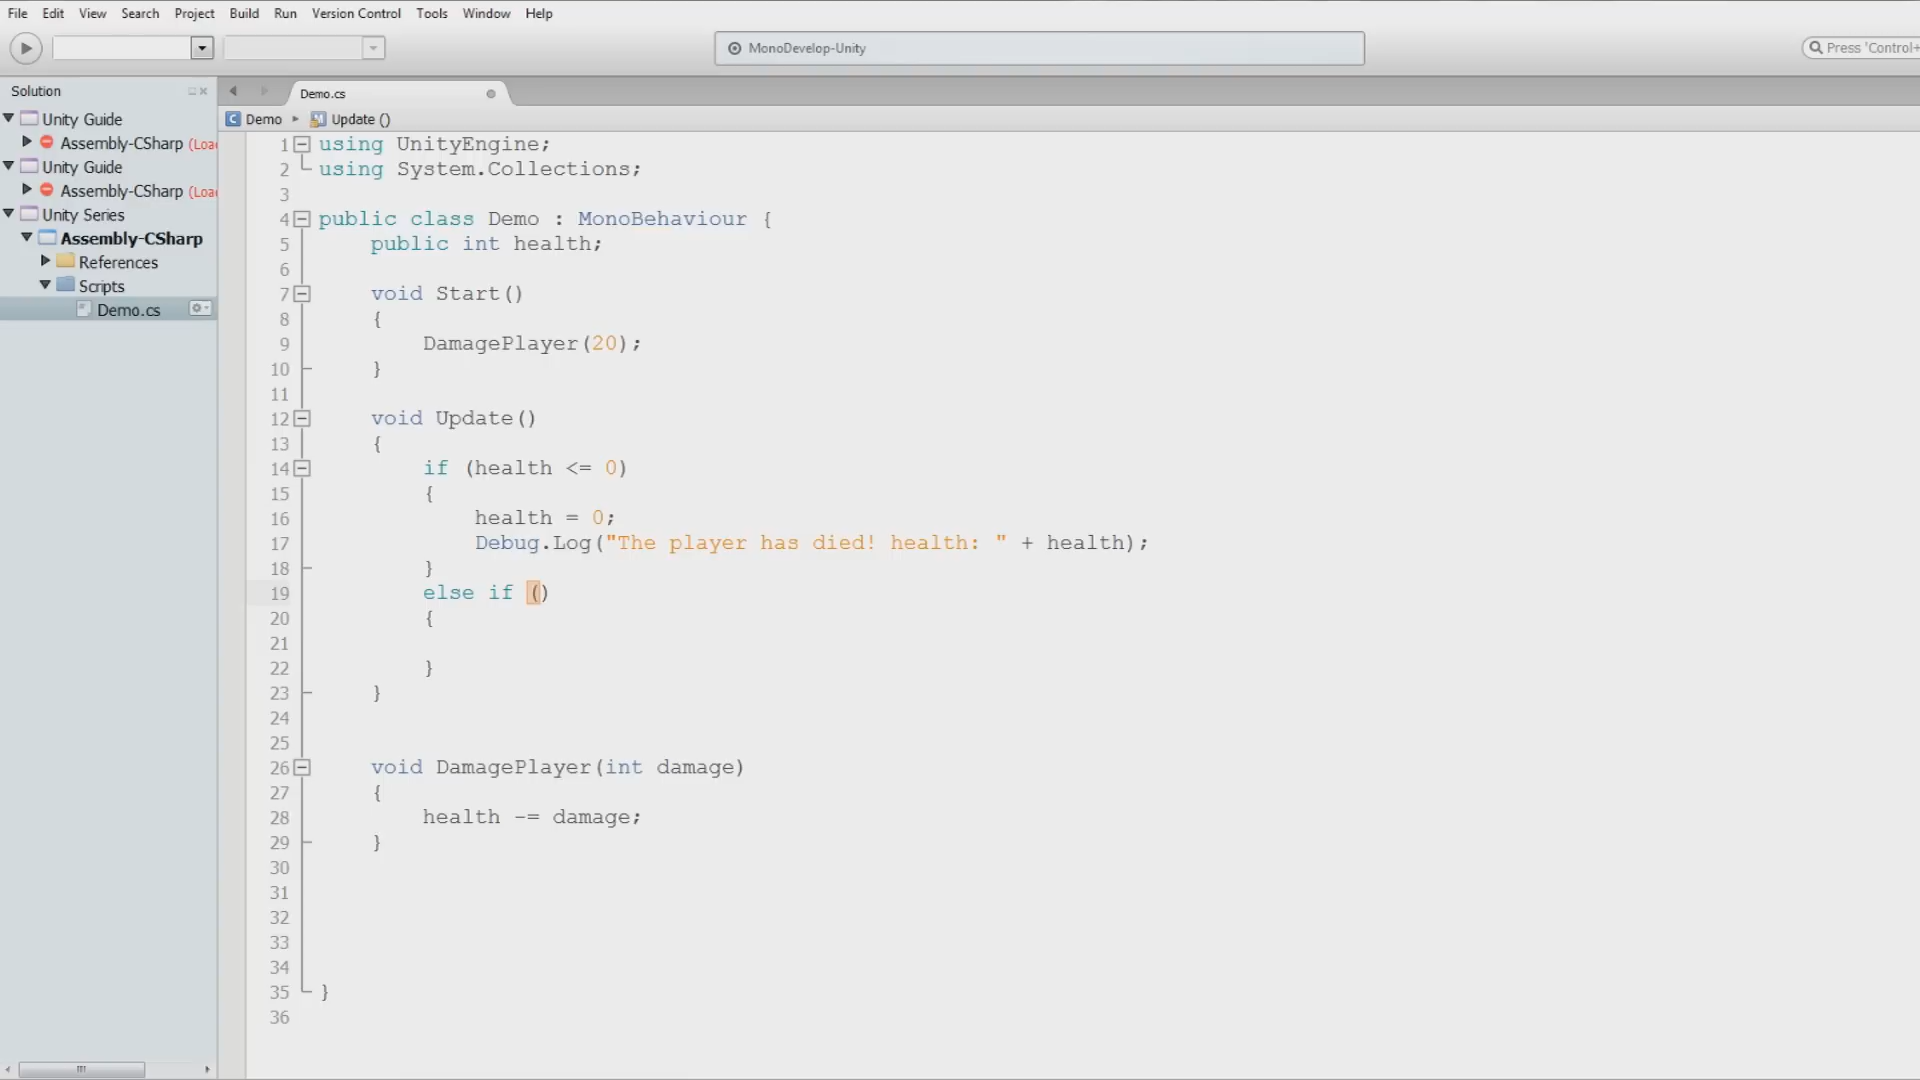 File Edit View Search Project Build Run Version Control Tools Window Help
MonoDevelop-Unity
Press 'Control+
Solution
Unity Guide
Assembly-CSharp (Loa
Unity Guide
Assembly-CSharp (Loa
Unity Series
Assembly-CSharp
References
Scripts
Demo.cs
Demo.cs
Demo Update ()
1 using UnityEngine;
2 using System.Collections;
3
4 public class Demo : MonoBehaviour {
5 public int health;
6
7 void Start()
8 {
9 DamagePlayer(20);
10 }
11
12 void Update()
13 {
14 if (health <= 0)
15 {
16 health = 0;
17 Debug.Log("The player has died! health: " + health);
18 }
19 else if ()
20 {
21
22 }
23 }
24
25
26 void DamagePlayer(int damage)
27 {
28 health -= damage;
29 }
30
31
32
33
34
35 }
36